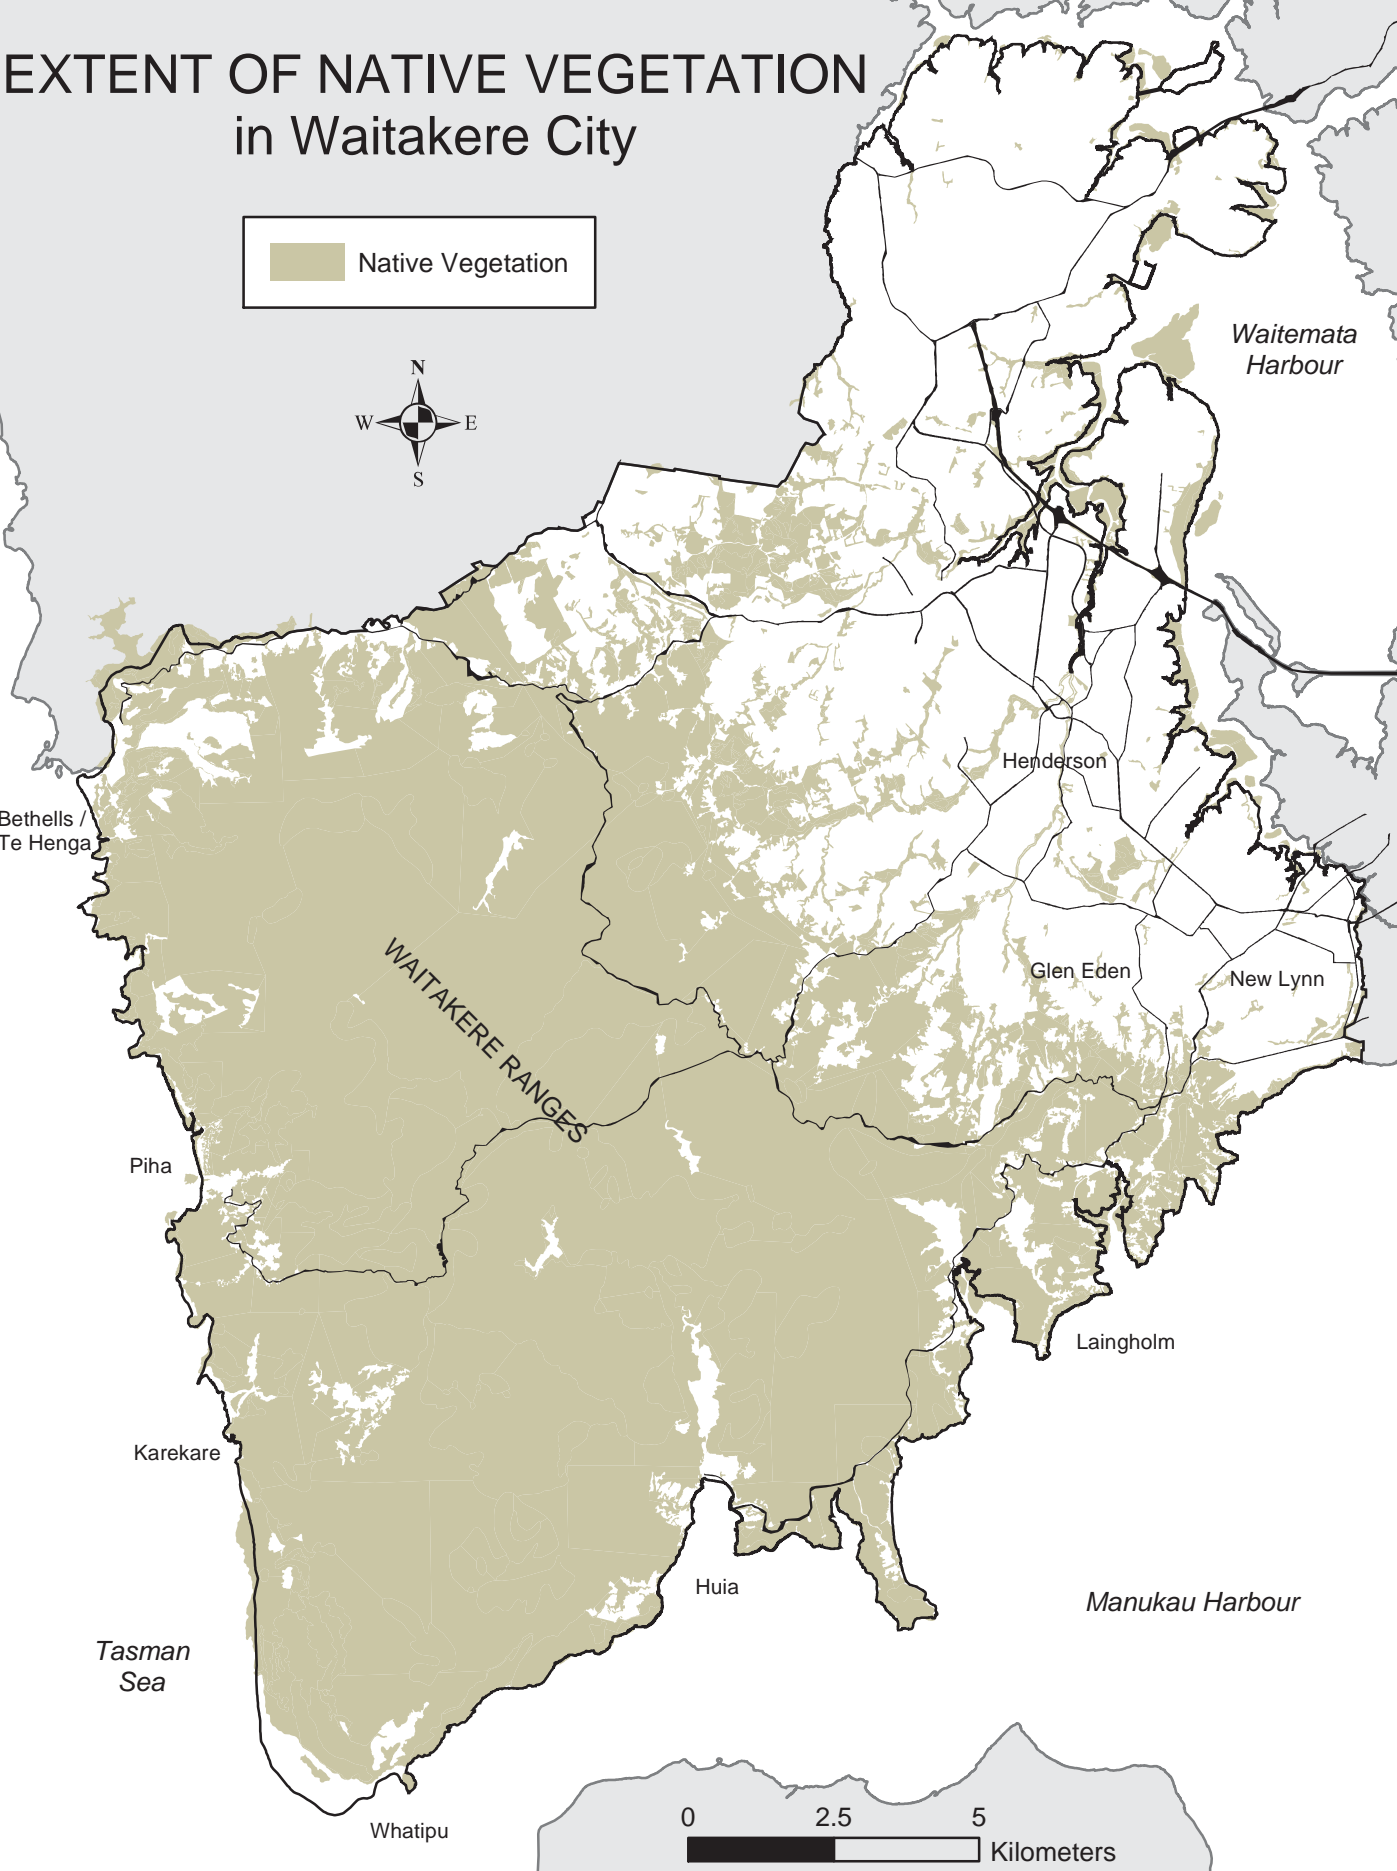 EXTENT OF NATIVE VEGETATION
in Waitakere City
Native Vegetation
N
W
E
S
Waitemata
Harbour
Henderson
Bethells /
Te Henga
WAITAKERE RANGES
Glen Eden
New Lynn
Piha
Laingholm
Karekare
Huia
Manukau Harbour
Tasman
Sea
Whatipu
0
2.5
5
Kilometers